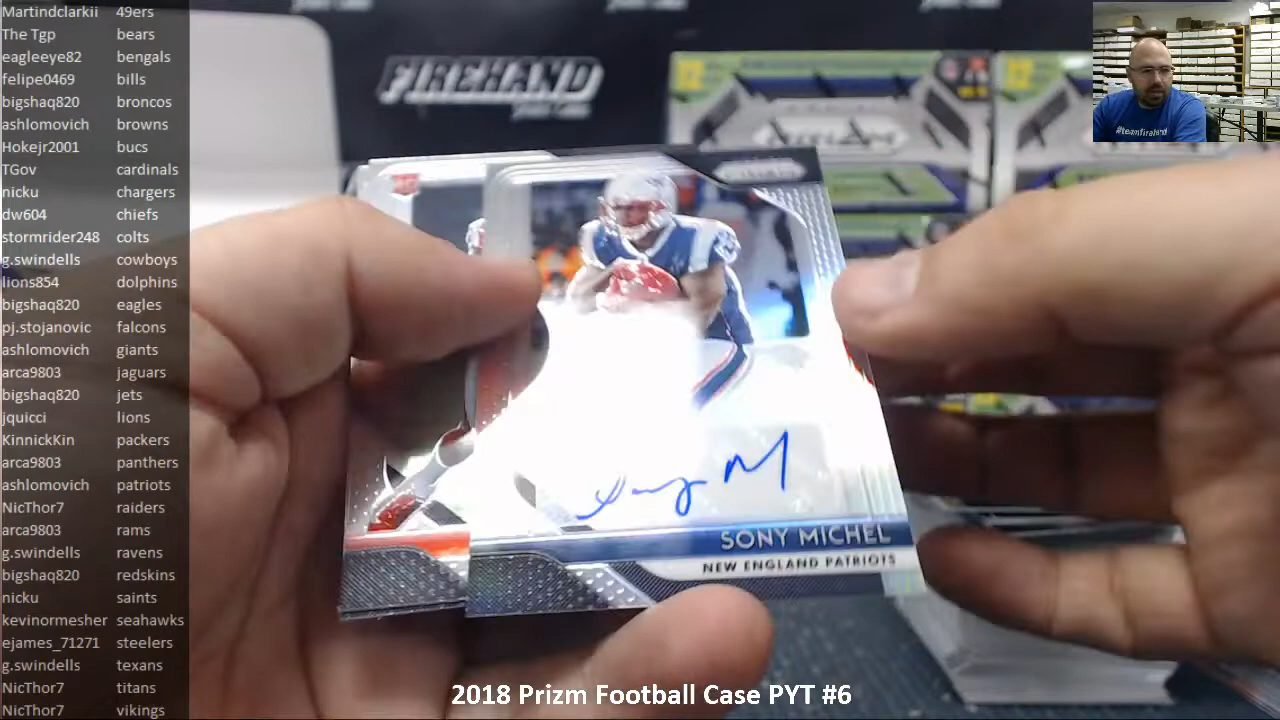 Martindclarkii 49ers
The Tgp bears
eagleeye82 bengals
felipe0469 bills
bigshaq820 broncos
ashlomovich browns
Hokejr2001 bucs
TGov cardinals
nicku chargers
dw604 chiefs
stormrider248 colts
g.swindells cowboys
lions854 dolphins
bigshaq820 eagles
pj.stojanovic falcons
ashlomovich giants
arca9803 jaguars
bigshaq820 jets
jquicci lions
KinnickKin packers
arca9803 panthers
ashlomovich patriots
NicThor7 raiders
arca9803 rams
g.swindells ravens
bigshaq820 redskins
nicku saints
kevinormesher seahawks
ejames_71271 steelers
g.swindells texans
NicThor7 titans
NicThor7 vikings
FIREHAND
#teamfirehand
SONY MICHEL
NEW ENGLAND PATRIOTS
2018 Prizm Football Case PYT #6